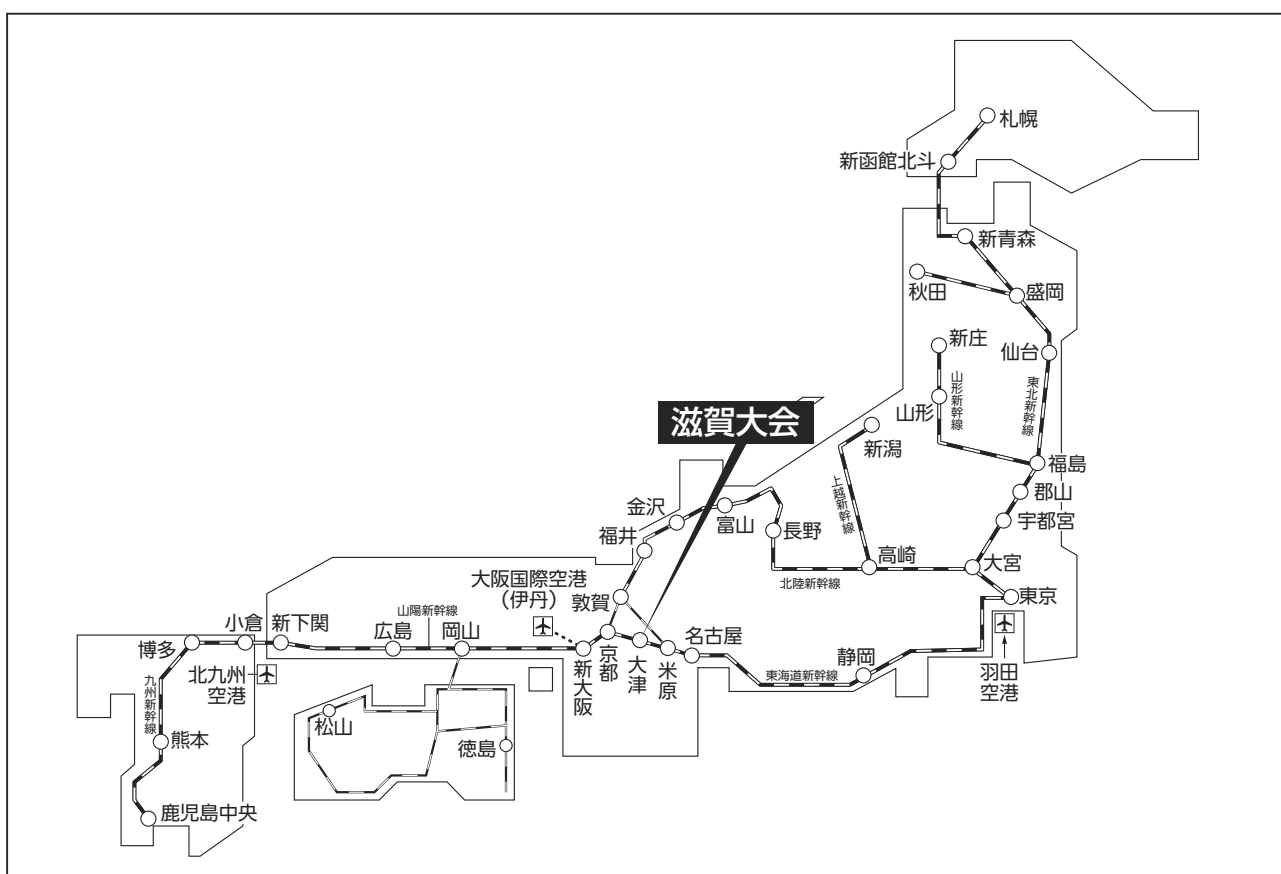 札幌
新函館北斗
新青森
秋田
盛岡
新庄
仙台
山形新幹線
東北新幹線
山形
滋賀大会
新潟
福島
上越新幹線
郡山
金沢
富山
宇都宮
福井
長野
高崎
大宮
大阪国際空港
(伊丹)
敦賀
北陸新幹線
東京
山陽新幹線
小倉
新下関
広島
岡山
博多
名古屋
新大阪
京都
大津
米原
静岡
東海道新幹線
羽田
空港
北九州
空港
九州新幹線
松山
徳島
熊本
鹿児島中央